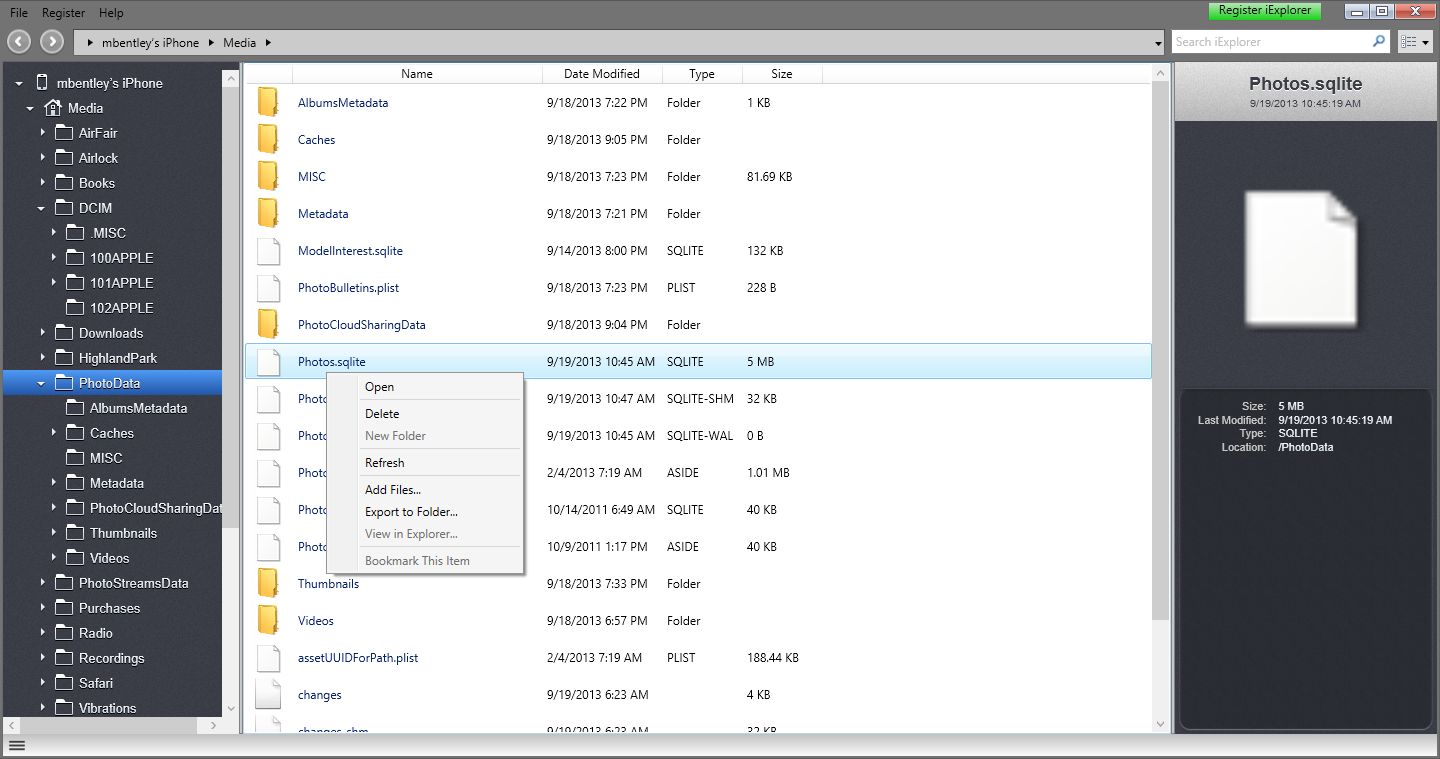 File Register Help Register iExplorer
mbentley's iPhone Media Search iExplorer
mbentley's iPhone
Media
AirFair
Airlock
Books
DCIM
.MISC
100APPLE
101APPLE
102APPLE
Downloads
HighlandPark
PhotoData
AlbumsMetadata
Caches
MISC
Metadata
PhotoCloudSharingDat
Thumbnails
Videos
PhotoStreamsData
Purchases
Radio
Recordings
Safari
Vibrations
Name Date Modified Type Size
AlbumsMetadata 9/18/2013 7:22 PM Folder 1 KB
Caches 9/18/2013 9:05 PM Folder
MISC 9/18/2013 7:23 PM Folder 81.69 KB
Metadata 9/18/2013 7:21 PM Folder
ModelInterest.sqlite 9/14/2013 8:00 PM SQLITE 132 KB
PhotoBulletins.plist 9/18/2013 7:23 PM PLIST 228 B
PhotoCloudSharingData 9/18/2013 9:04 PM Folder
Photos.sqlite 9/19/2013 10:45 AM SQLITE 5 MB
Photo 9/19/2013 10:47 AM SQLITE-SHM 32 KB
Photo 9/19/2013 10:45 AM SQLITE-WAL 0 B
Photo 2/4/2013 7:19 AM ASIDE 1.01 MB
Photo 10/14/2011 6:49 AM SQLITE 40 KB
Photo 10/9/2011 1:17 PM ASIDE 40 KB
Thumbnails 9/18/2013 7:33 PM Folder
Videos 9/18/2013 6:57 PM Folder
assetUUIDForPath.plist 2/4/2013 7:19 AM PLIST 188.44 KB
changes 9/19/2013 6:23 AM 4 KB
changes-shm 9/19/2013 6:23 AM 32 KB
Open
Delete
New Folder
Refresh
Add Files...
Export to Folder...
View in Explorer...
Bookmark This Item
Photos.sqlite
9/19/2013 10:45:19 AM
Size: 5 MB
Last Modified: 9/19/2013 10:45:19 AM
Type: SQLITE
Location: /PhotoData